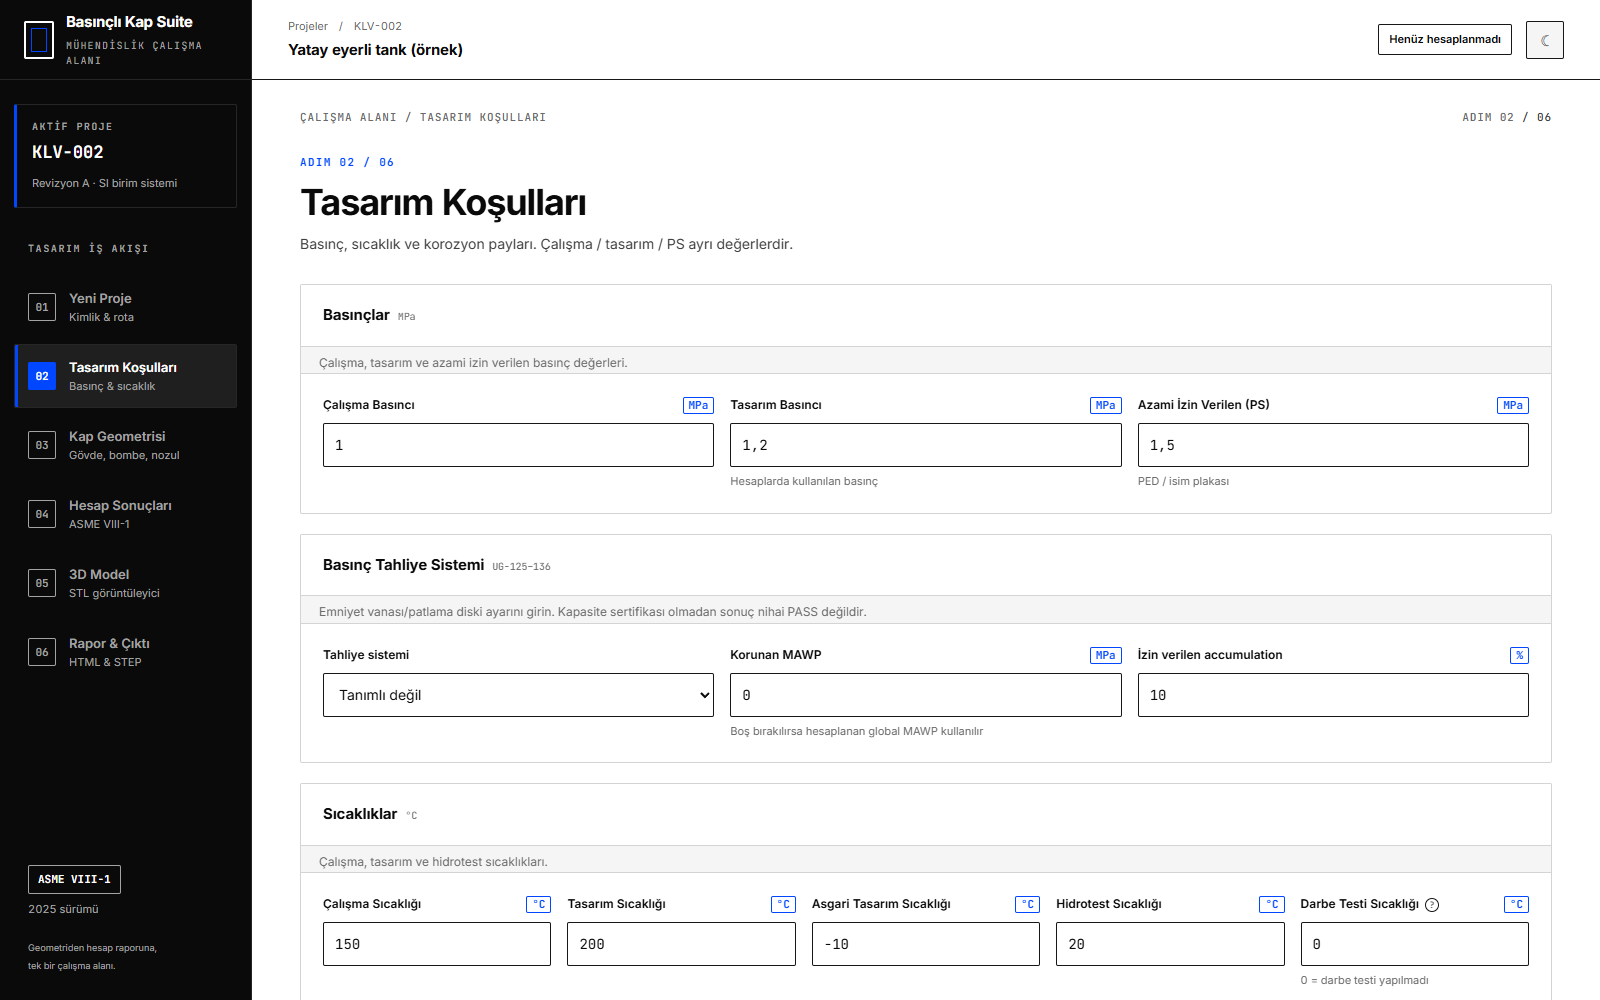 Basınçlı Kap Suite
MÜHENDİSLİK ÇALIŞMA
ALANI
Projeler / KLV-002
Yatay eyerli tank (örnek)
Henüz hesaplanmadı
☾
AKTİF PROJE
KLV-002
Revizyon A · SI birim sistemi
TASARIM İŞ AKIŞI
01
Yeni Proje
Kimlik & rota
02
Tasarım Koşulları
Basınç & sıcaklık
03
Kap Geometrisi
Gövde, bombe, nozul
04
Hesap Sonuçları
ASME VIII-1
05
3D Model
STL görüntüleyici
06
Rapor & Çıktı
HTML & STEP
ASME VIII-1
2025 sürümü
Geometriden hesap raporuna,
tek bir çalışma alanı.
ÇALIŞMA ALANI / TASARIM KOŞULLARI
ADIM 02 / 06
ADIM 02 / 06
Tasarım Koşulları
Basınç, sıcaklık ve korozyon payları. Çalışma / tasarım / PS ayrı değerlerdir.
Basınçlar MPa
Çalışma, tasarım ve azami izin verilen basınç değerleri.
Çalışma Basıncı MPa
1
Tasarım Basıncı MPa
1,2
Hesaplarda kullanılan basınç
Azami İzin Verilen (PS) MPa
1,5
PED / isim plakası
Basınç Tahliye Sistemi UG-125–136
Emniyet vanası/patlama diski ayarını girin. Kapasite sertifikası olmadan sonuç nihai PASS değildir.
Tahliye sistemi
Tanımlı değil
Korunan MAWP MPa
0
Boş bırakılırsa hesaplanan global MAWP kullanılır
İzin verilen accumulation %
10
Sıcaklıklar °C
Çalışma, tasarım ve hidrotest sıcaklıkları.
Çalışma Sıcaklığı °C
150
Tasarım Sıcaklığı °C
200
Asgari Tasarım Sıcaklığı °C
-10
Hidrotest Sıcaklığı °C
20
Darbe Testi Sıcaklığı ? °C
0
0 = darbe testi yapılmadı